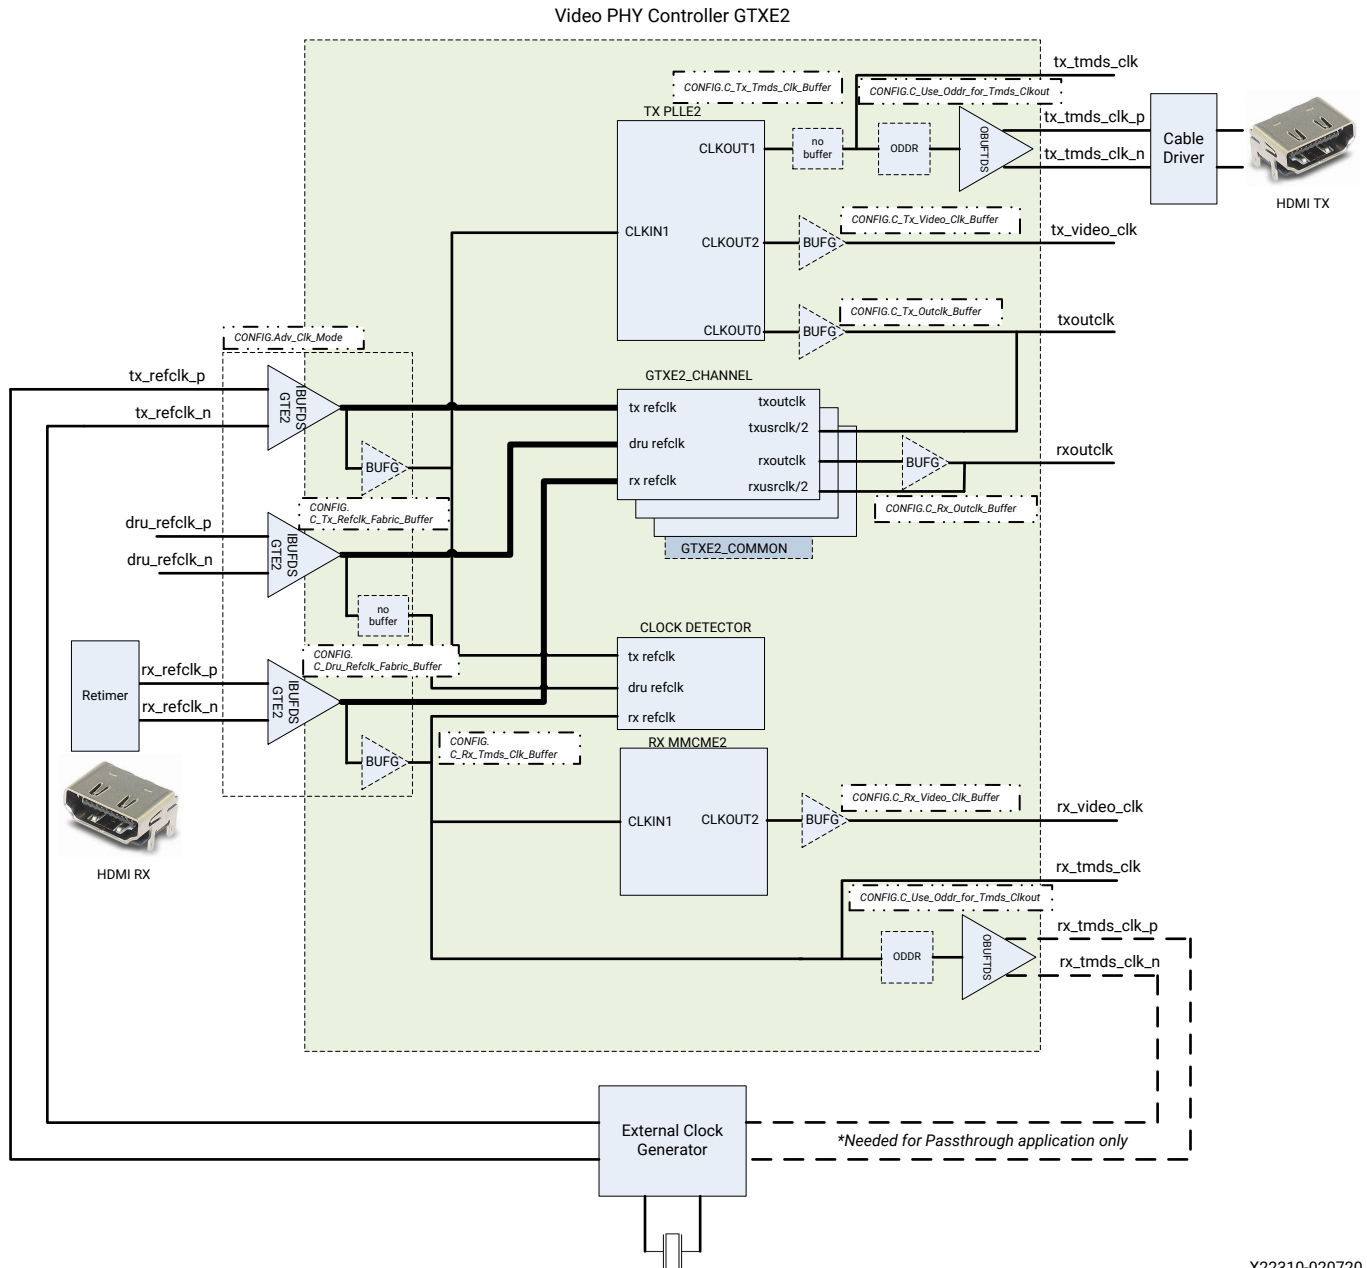 Video PHY Controller GTXE2
tx_tmds_clk
CONFIG.C_Tx_Tmds_Clk_Buffer
CONFIG.C_Use_Oddr_for_Tmds_Clkout
TX PLLE2
tx_tmds_clk_p
CLKOUT1
no
buffer
ODDR
OBUFTDS
tx_tmds_clk_n
Cable
Driver
HDMI TX
CONFIG.C_Tx_Video_Clk_Buffer
CLKIN1
CLKOUT2
BUFG
tx_video_clk
CONFIG.C_Tx_Outclk_Buffer
CLKOUT0
BUFG
txoutclk
CONFIG.Adv_Clk_Mode
tx_refclk_p
tx_refclk_n
IBUFDS
GTE2
GTXE2_CHANNEL
tx refclk
txoutclk
txusrclk/2
dru refclk
rxoutclk
rx refclk
rxusrclk/2
BUFG
rxoutclk
BUFG
CONFIG.C_Rx_Outclk_Buffer
CONFIG.
C_Tx_Refclk_Fabric_Buffer
dru_refclk_p
dru_refclk_n
IBUFDS
GTE2
GTXE2_COMMON
no
buffer
CLOCK DETECTOR
tx refclk
dru refclk
rx refclk
CONFIG.
C_Dru_Refclk_Fabric_Buffer
Retimer
rx_refclk_p
rx_refclk_n
IBUFDS
GTE2
BUFG
CONFIG.
C_Rx_Tmds_Clk_Buffer
RX MMCME2
HDMI RX
CLKIN1
CLKOUT2
BUFG
CONFIG.C_Rx_Video_Clk_Buffer
rx_video_clk
rx_tmds_clk
CONFIG.C_Use_Oddr_for_Tmds_Clkout
ODDR
OBUFTDS
rx_tmds_clk_p
rx_tmds_clk_n
External Clock
Generator
*Needed for Passthrough application only
X22310-020720